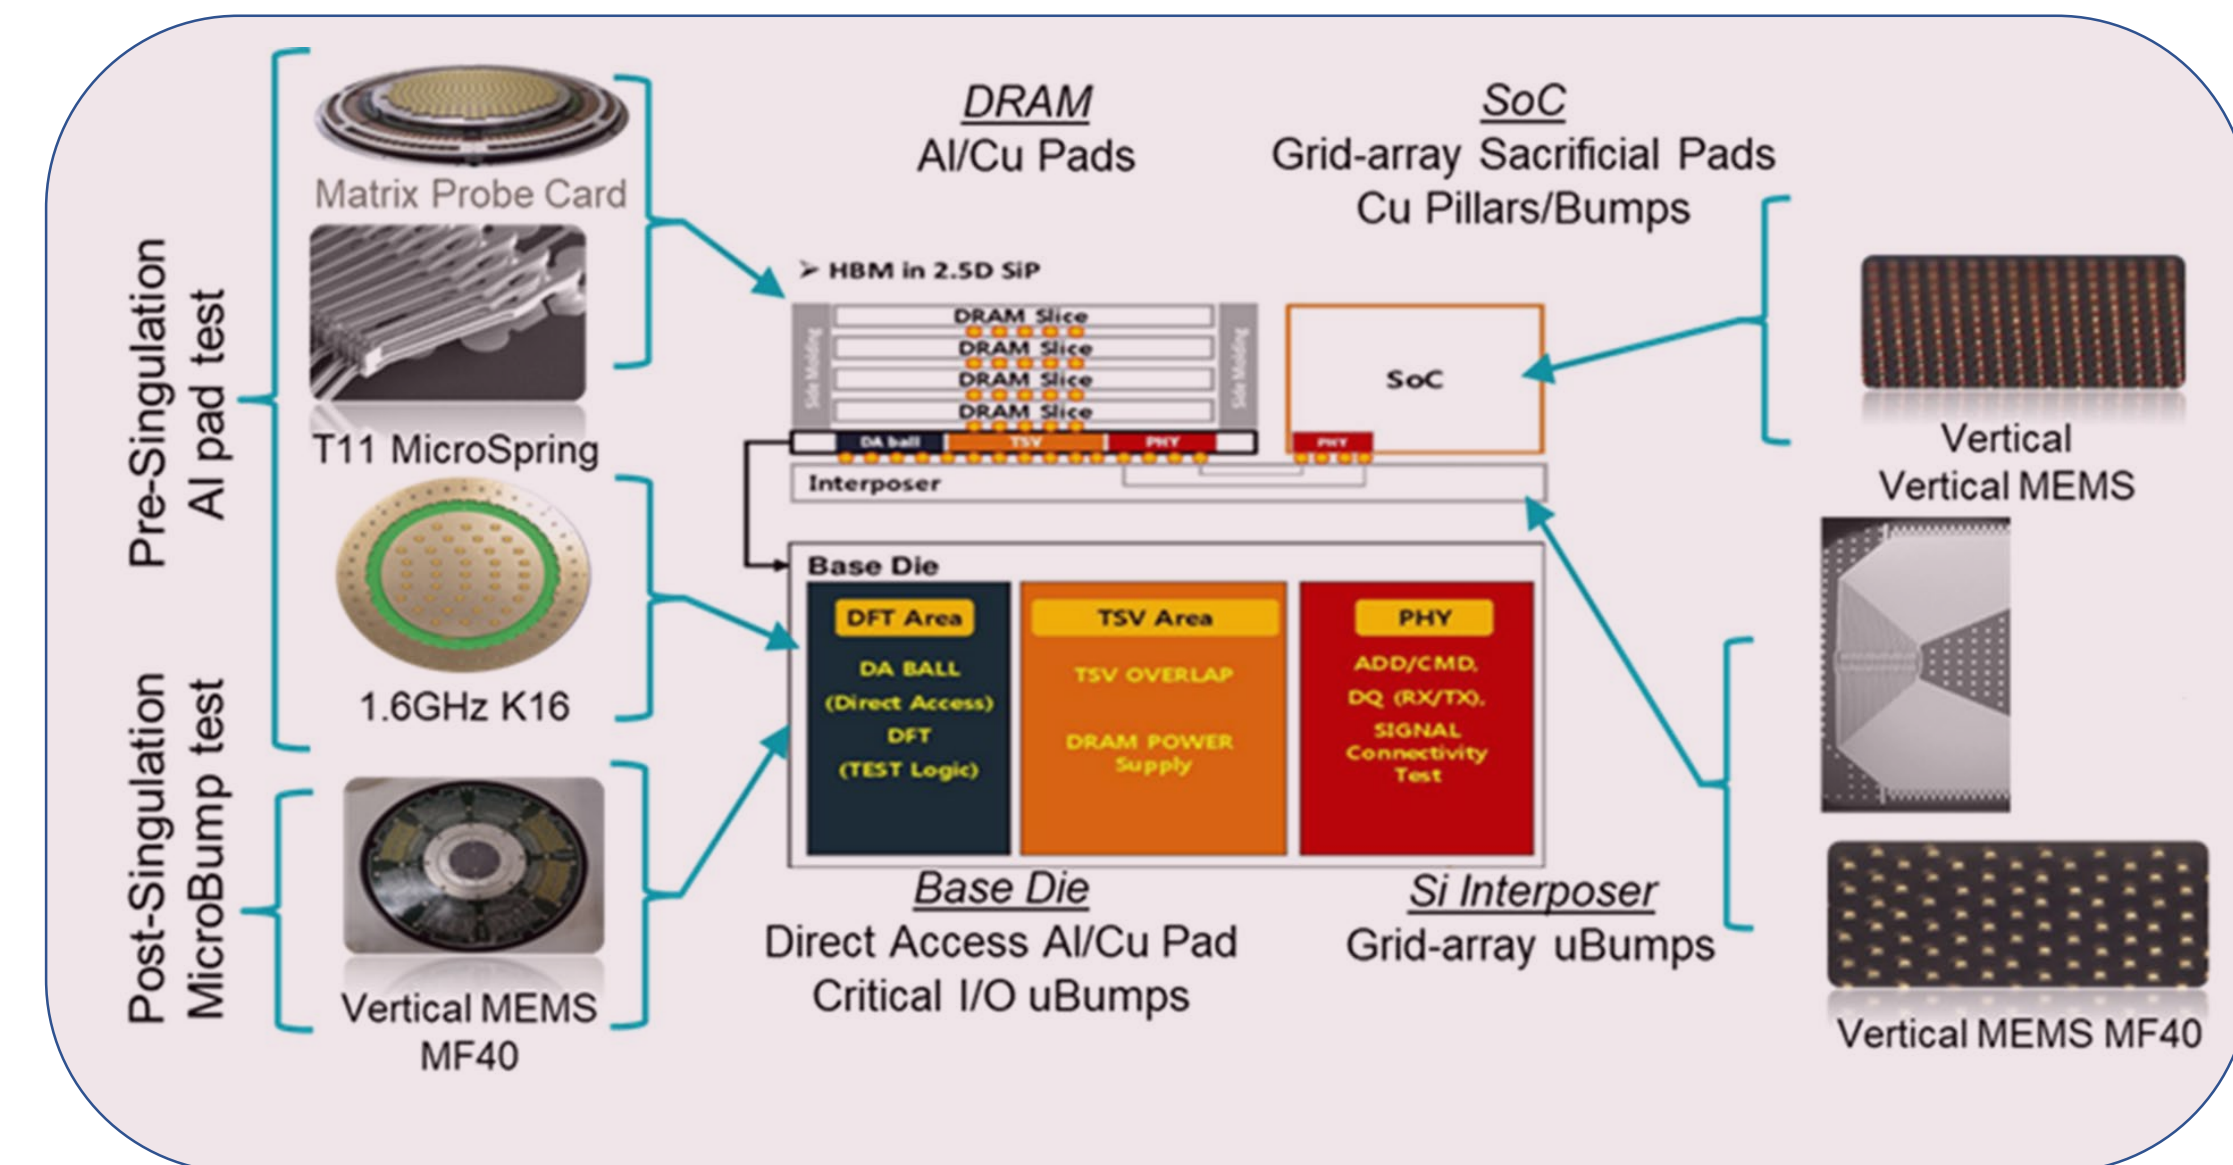 Pre-Singulation
Al pad test
Post-Singulation
MicroBump test
Matrix Probe Card
T11 MicroSpring
1.6GHz K16
Vertical MEMS
MF40
DRAM
Al/Cu Pads
SoC
Grid-array Sacrificial Pads
Cu Pillars/Bumps
➢ HBM in 2.5D SiP
Side Molding
DRAM Slice
DRAM Slice
DRAM Slice
DRAM Slice
Side Molding
DA ball
TSV
PHY
SoC
PHY
Interposer
Base Die
DFT Area
DA BALL
(Direct Access)
DFT
(TEST Logic)
TSV Area
TSV OVERLAP
DRAM POWER
Supply
PHY
ADD/CMD,
DQ (RX/TX),
SIGNAL
Connectivity
Test
Base Die
Direct Access Al/Cu Pad
Critical I/O uBumps
Si Interposer
Grid-array uBumps
Vertical
Vertical MEMS
Vertical MEMS MF40